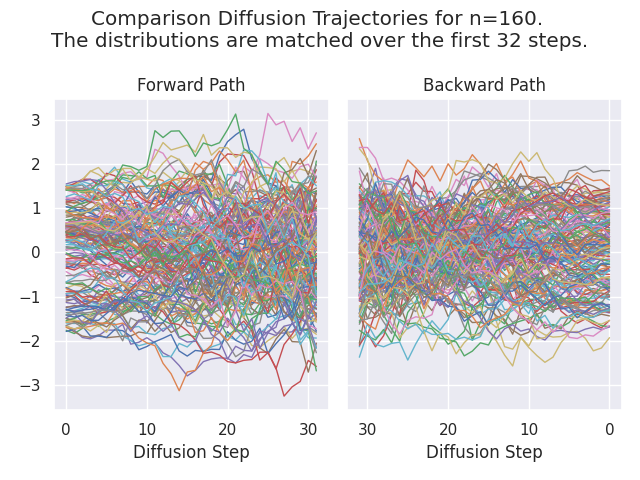 Comparison Diffusion Trajectories for n=160.
The distributions are matched over the first 32 steps.
Forward Path
Backward Path
3
2
1
0
−1
−2
−3
0 10 20 30
30 20 10 0
Diffusion Step
Diffusion Step